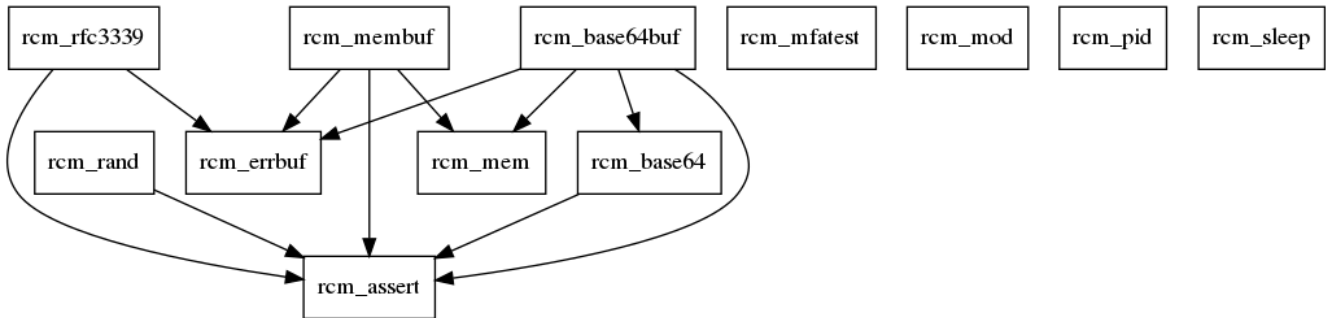 rcm_rfc3339
rcm_membuf
rcm_base64buf
rcm_mfatest
rcm_mod
rcm_pid
rcm_sleep
rcm_rand
rcm_errbuf
rcm_mem
rcm_base64
rcm_assert